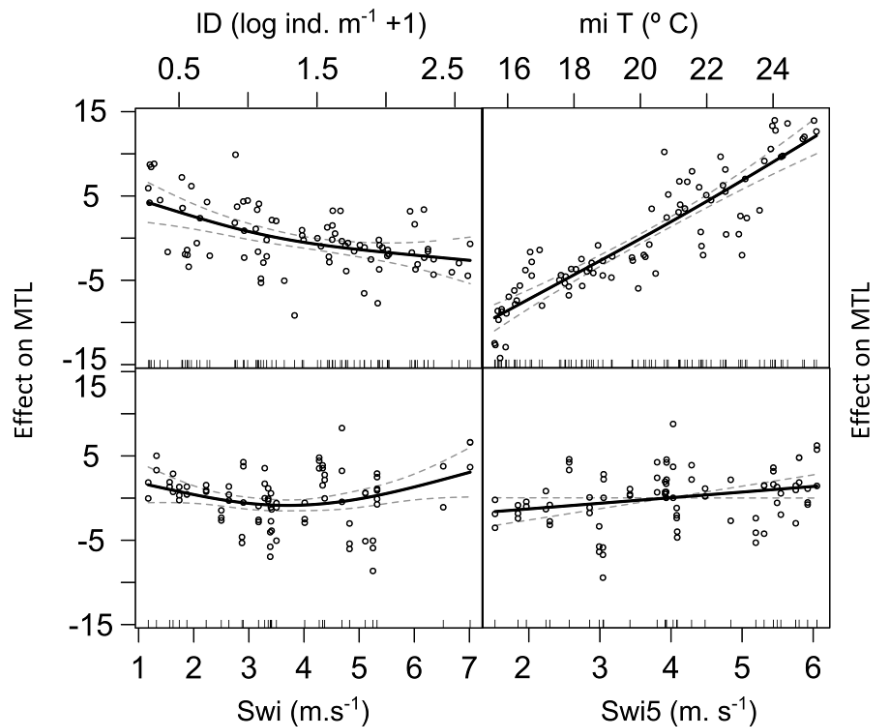 ID (log ind. m⁻¹ +1)
mi T (º C)
0.5 1.5 2.5
16 18 20 22 24
Effect on MTL
15
5
-5
-15
15
5
-5
-15
Effect on MTL
1 2 3 4 5 6 7
2 3 4 5 6
Swi (m.s⁻¹)
Swi5 (m. s⁻¹)